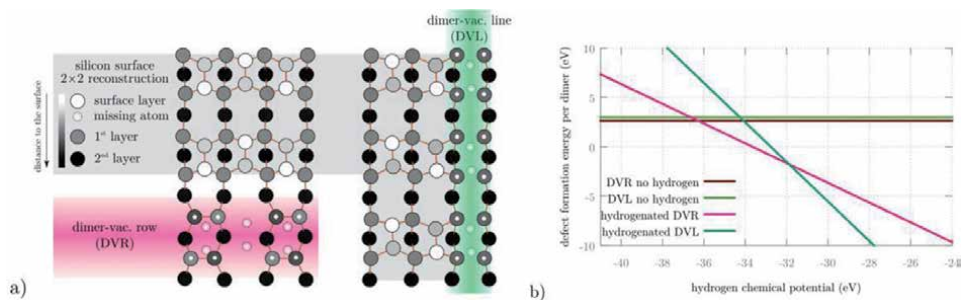 dimer-vac. line
(DVL)
silicon surface
2×2 reconstruction
distance to the surface
surface layer
missing atom
1st layer
2nd layer
dimer-vac. row
(DVR)
a)
defect formation energy per dimer (eV)
10
5
0
-5
-10
DVR no hydrogen
DVL no hydrogen
hydrogenated DVR
hydrogenated DVL
-40 -38 -36 -34 -32 -30 -28 -26 -24
hydrogen chemical potential (eV)
b)